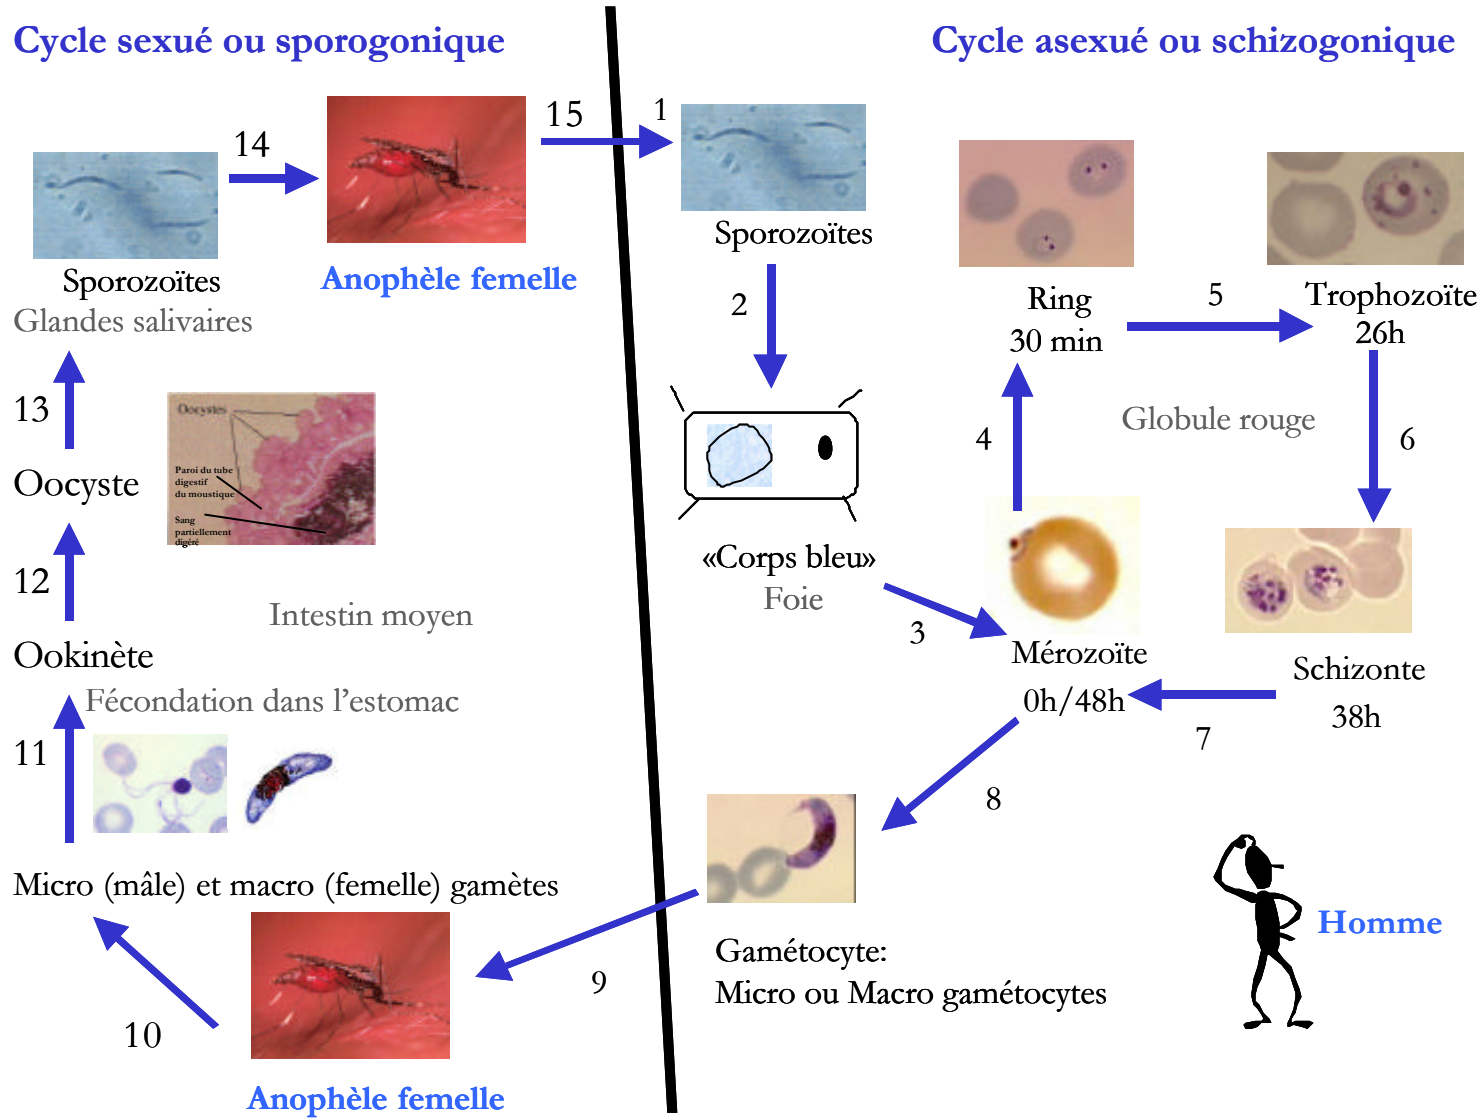 Cycle sexué ou sporogonique
Cycle asexué ou schizogonique
14
15
1
Sporozoïtes
Glandes salivaires
Anophèle femelle
13
Oocyste
Oocystes
Paroi du tube
digestif
du moustique
Sang
partiellement
digéré
12
Intestin moyen
Ookinète
Fécondation dans l'estomac
11
Micro (mâle) et macro (femelle) gamètes
10
Anophèle femelle
9
Sporozoïtes
2
«Corps bleu»
Foie
3
Ring
30 min
5
Trophozoïte
26h
4
Globule rouge
6
Mérozoïte
0h/48h
Schizonte
38h
7
8
Gamétocyte:
Micro ou Macro gamétocytes
Homme